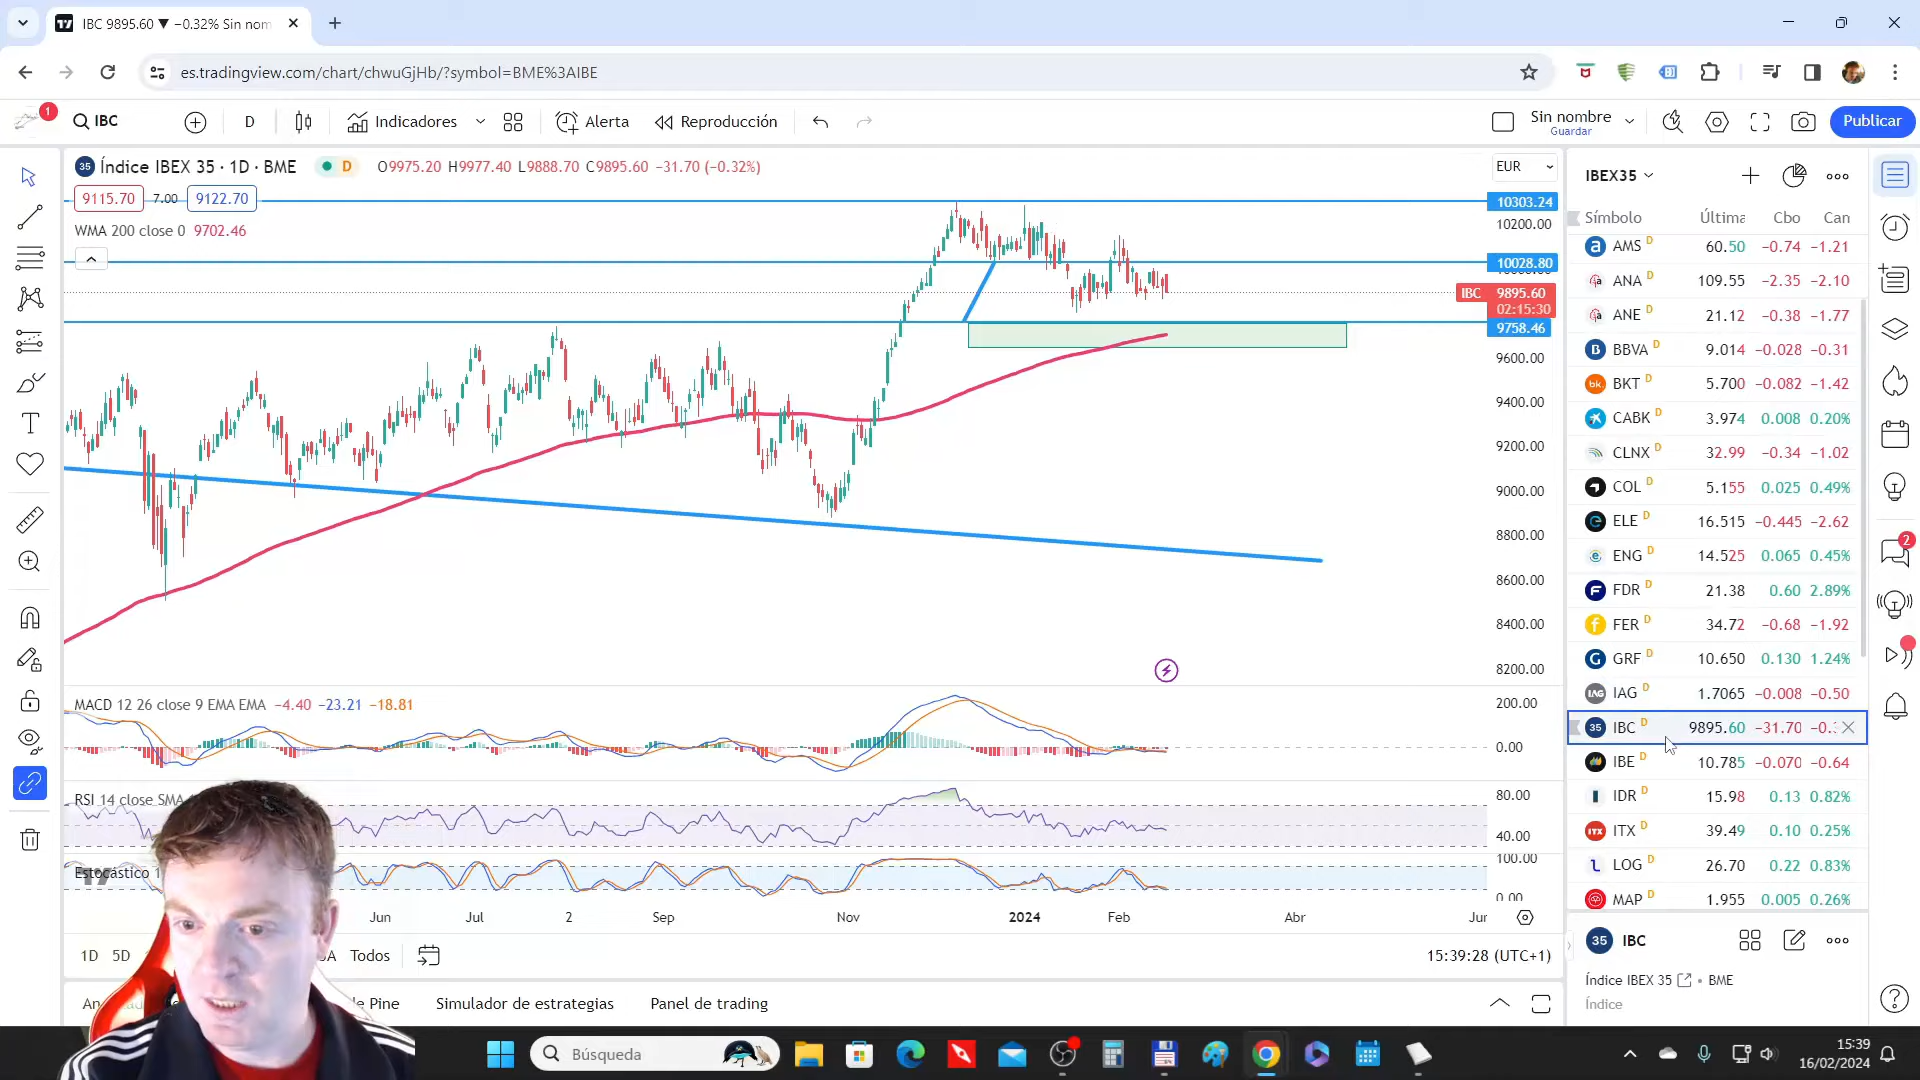 IBC 9895.60 ▼ −0.32% Sin nom
es.tradingview.com/chart/chwuGjHb/?symbol=BME%3AIBE
1
IBC
D
Indicadores
Alerta
Reproducción
Sin nombre
Guardar
Publicar
35 Índice IBEX 35 · 1D · BME
D
O9975.20 H9977.40 L9888.70 C9895.60 −31.70 (−0.32%)
EUR
9115.70 7.00 9122.70
WMA 200 close 0 9702.46
10303.24
10200.00
10028.80
IBC 9895.60
02:15:30
9758.46
9600.00
9400.00
9200.00
9000.00
8800.00
8600.00
8400.00
8200.00
MACD 12 26 close 9 EMA EMA −4.40 −23.21 −18.81
200.00
0.00
RSI 14 close SMA
80.00
40.00
Estocástico 1
100.00
0.00
Jun Jul 2 Sep Nov 2024 Feb Abr Jun
1D 5D
Todos
15:39:28 (UTC+1)
Simulador de estrategias
Panel de trading
IBEX35
Símbolo Última Cbo Can
a AMS D 60.50 −0.74 −1.21
ANA D 109.55 −2.35 −2.10
ANE D 21.12 −0.38 −1.77
B BBVA D 9.014 −0.028 −0.31
bk. BKT D 5.700 −0.082 −1.42
CABK D 3.974 0.008 0.20%
CLNX D 32.99 −0.34 −1.02
COL D 5.155 0.025 0.49%
ELE D 16.515 −0.445 −2.62
ENG D 14.525 0.065 0.45%
FDR D 21.38 0.60 2.89%
FER D 34.72 −0.68 −1.92
GRF D 10.650 0.130 1.24%
IAG IAG D 1.7065 −0.008 −0.50
35 IBC D 9895.60 −31.70
IBE D 10.785 −0.070 −0.64
IDR D 15.98 0.13 0.82%
ITX ITX D 39.49 0.10 0.25%
LOG D 26.70 0.22 0.83%
MAP D 1.955 0.005 0.26%
35 IBC
Índice IBEX 35 • BME
Índice
2
Búsqueda
15:39
16/02/2024